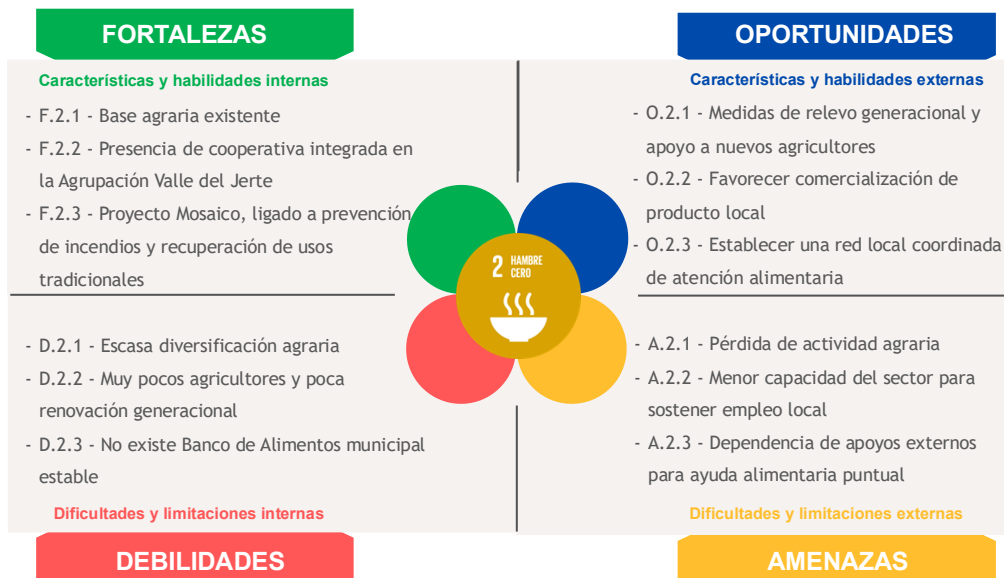 FORTALEZAS
Características y habilidades internas
- F.2.1 - Base agraria existente
- F.2.2 - Presencia de cooperativa integrada en
la Agrupación Valle del Jerte
- F.2.3 - Proyecto Mosaico, ligado a prevención
de incendios y recuperación de usos
tradicionales
OPORTUNIDADES
Características y habilidades externas
- O.2.1 - Medidas de relevo generacional y
apoyo a nuevos agricultores
- O.2.2 - Favorecer comercialización de
producto local
- O.2.3 - Establecer una red local coordinada
de atención alimentaria
2 HAMBRE
CERO
- D.2.1 - Escasa diversificación agraria
- D.2.2 - Muy pocos agricultores y poca
renovación generacional
- D.2.3 - No existe Banco de Alimentos municipal
estable
Dificultades y limitaciones internas
DEBILIDADES
- A.2.1 - Pérdida de actividad agraria
- A.2.2 - Menor capacidad del sector para
sostener empleo local
- A.2.3 - Dependencia de apoyos externos
para ayuda alimentaria puntual
Dificultades y limitaciones externas
AMENAZAS